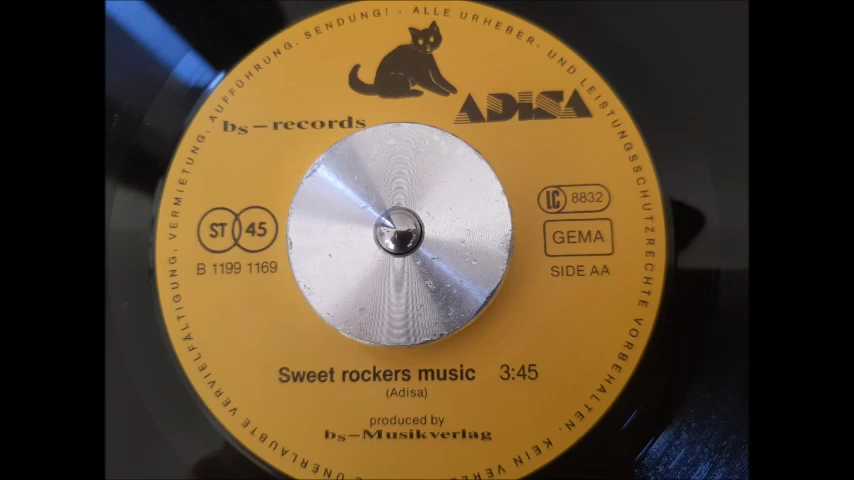 VERVIELFÄLTIGUNG, VERMIETUNG, AUFFÜHRUNG, SENDUNG! · ALLE URHEBER- UND LEISTUNGSSCHUTZRECHTE VORBEHALTEN. KEIN
UNERLAUBTE
ADISA
bs-records
LC 8832
ST 45
GEMA
B 1199 1169
SIDE AA
Sweet rockers music 3:45
(Adisa)
produced by
bs-Musikverlag